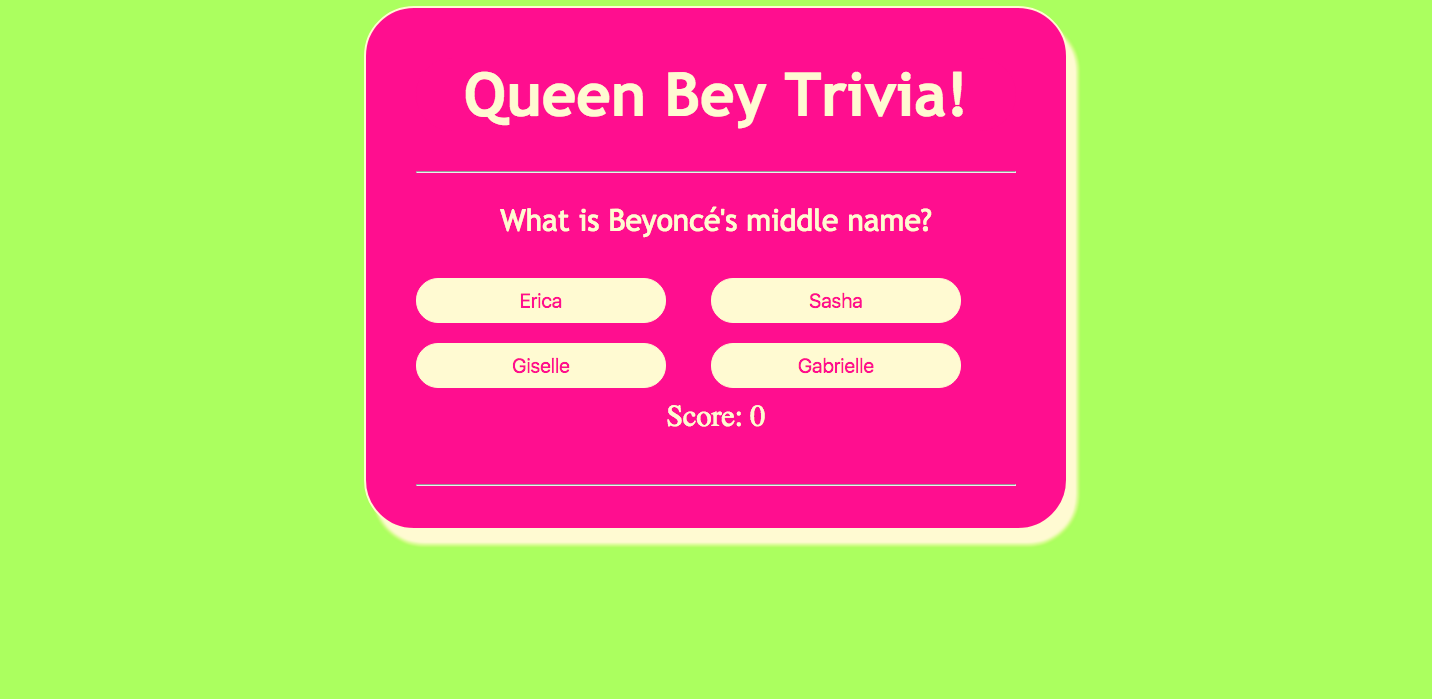 Queen Bey Trivia!
What is Beyoncé's middle name?
Erica
Sasha
Giselle
Gabrielle
Score: 0